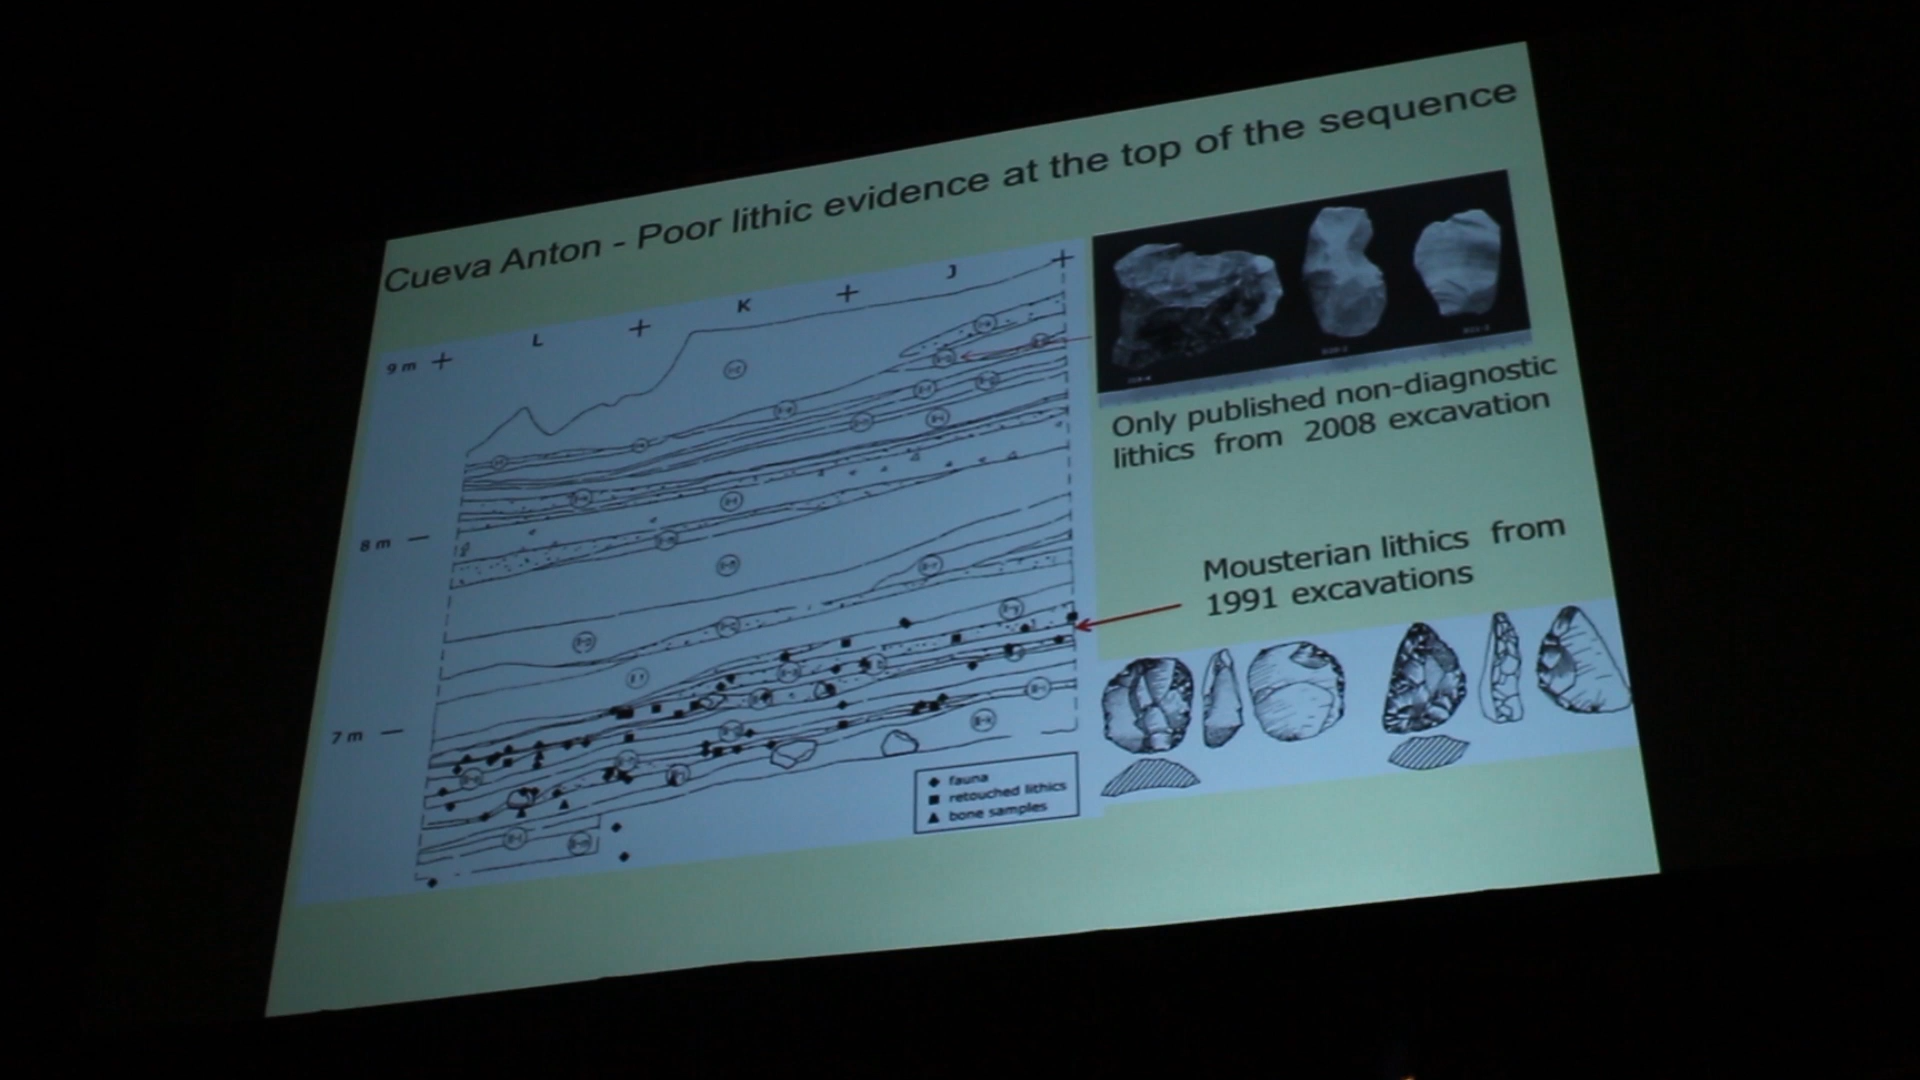 Cueva Anton - Poor lithic evidence at the top of the sequence
L
K
J
9 m
8 m
7 m
fauna
retouched lithics
bone samples
Only published non-diagnostic
lithics from 2008 excavation
Mousterian lithics from
1991 excavations